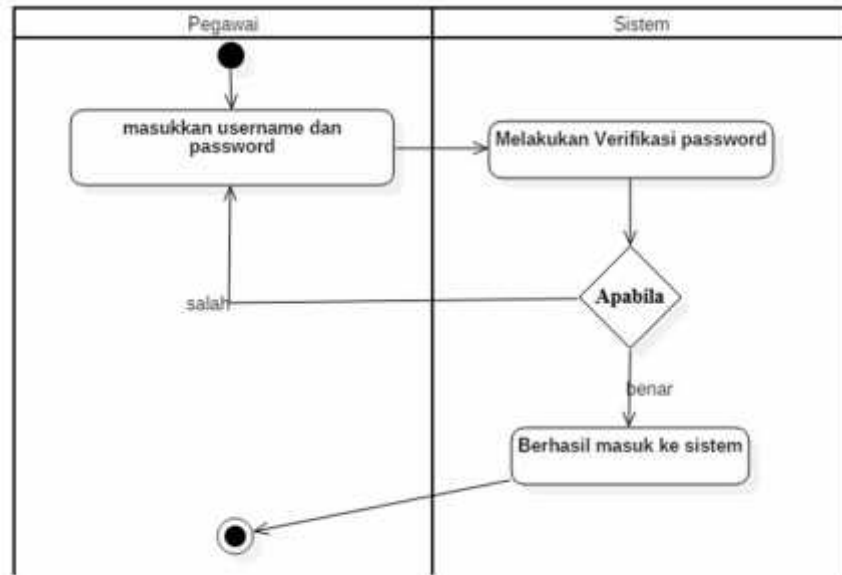 Pegawai
Sistem
masukkan username dan
password
Melakukan Verifikasi password
Apabila
salah
benar
Berhasil masuk ke sistem